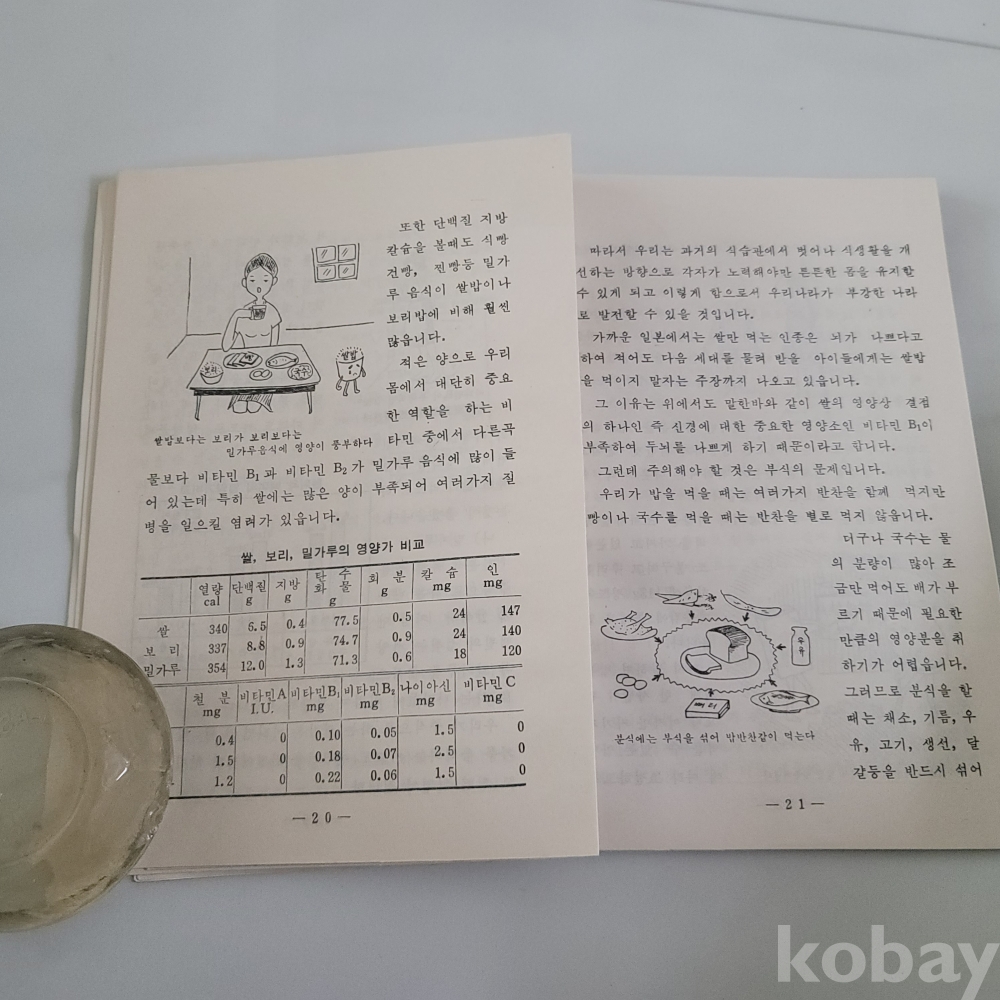 또한 단백질 지방
칼슘을 볼때도 식빵
건빵, 찐빵등 밀가
루 음식이 쌀밥이나
보리밥에 비해 훨씬
많읍니다.
적은 양으로 우리
몸에서 대단히 중요
한 역할을 하는 비
타민 중에서 다른곡
물보다 비타민 B₁과 비타민 B₂가 밀가루 음식에 많이 들
어 있는데 특히 쌀에는 많은 양이 부족되어 여러가지 질
병을 일으킬 염려가 있읍니다.
쌀밥
보리
국수
쌀밥보다는 보리가 보리보다는
밀가루음식에 영양이 풍부하다
쌀, 보리, 밀가루의 영양가 비교
열량 cal 단백질 g 지방 g 탄수화물 g 회분 g 칼슘 mg 인 mg
쌀 340 6.5 0.4 77.5 0.5 24 147
보리 337 8.8 0.9 74.7 0.9 24 140
밀가루 354 12.0 1.3 71.3 0.6 18 120
철분 mg 비타민A I.U. 비타민B₁ mg 비타민B₂ mg 나이아신 mg 비타민C mg
0.4 0 0.10 0.05 1.5 0
1.5 0 0.18 0.07 2.5 0
1.2 0 0.22 0.06 1.5 0
—20—
따라서 우리는 과거의 식습관에서 벗어나 식생활을 개
선하는 방향으로 각자가 노력해야만 튼튼한 몸을 유지할
수 있게 되고 이렇게 함으로서 우리나라가 부강한 나라
로 발전할 수 있을 것입니다.
가까운 일본에서는 쌀만 먹는 인종은 뇌가 나쁘다고
하여 적어도 다음 세대를 물려 받을 아이들에게는 쌀밥
을 먹이지 말자는 주장까지 나오고 있읍니다.
그 이유는 위에서도 말한바와 같이 쌀의 영양상 결점
의 하나인 즉 신경에 대한 중요한 영양소인 비타민 B₁이
부족하여 두뇌를 나쁘게 하기 때문이라고 합니다.
그런데 주의해야 할 것은 부식의 문제입니다.
우리가 밥을 먹을 때는 여러가지 반찬을 함께 먹지만
빵이나 국수를 먹을 때는 반찬을 별로 먹지 않읍니다.
더구나 국수는 물
의 분량이 많아 조
금만 먹어도 배가 부
르기 때문에 필요한
만큼의 영양분을 취
하기가 어렵읍니다.
그러므로 분식을 할
때는 채소, 기름, 우
유, 고기, 생선, 달
걀등을 반드시 섞어
우유
버터
분식에는 부식을 섞어 밥반찬같이 먹는다
—21—
kobay